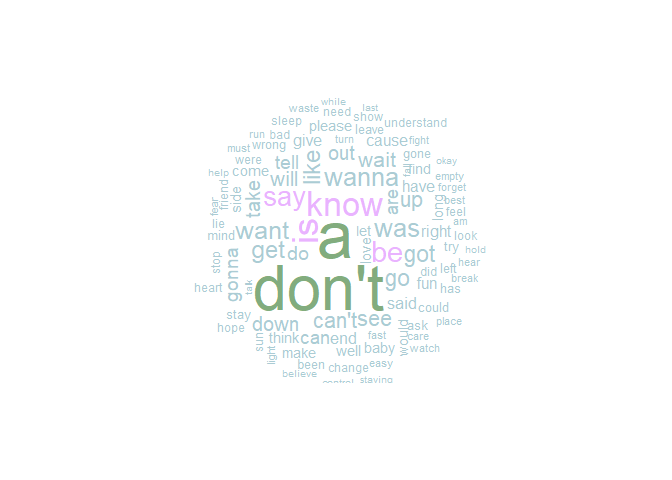 while
waste last
need show
sleep please leave understand
run bad give turn cause fight
must wrong tell like out wait gone okay
were come will wanna find fall
help side take say know are have up long empty forget
fear friend best feel
lie want is a was right am
mind let look
stop get do love be got try hold
gonna talk go did left hear
heart don't fun has break
stay down can't see said could
hope ask place
sun think can end well fast baby would care
light make easy watch
been change
believe staying